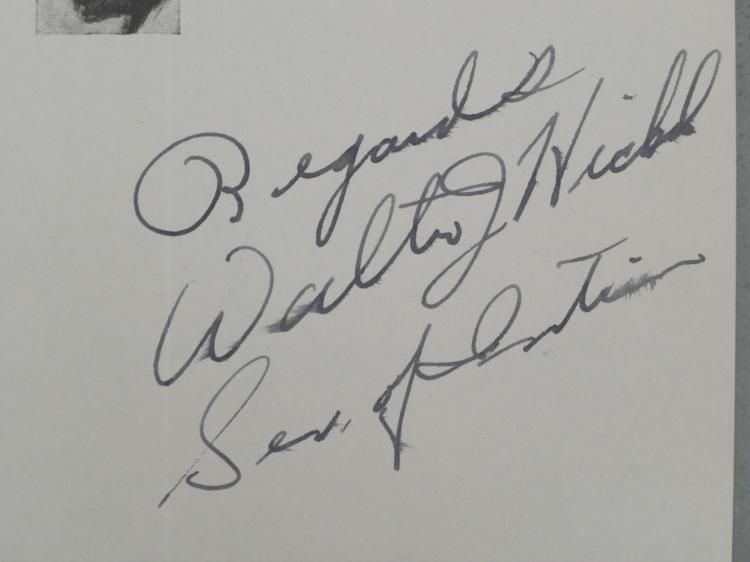 Regards
Walter J Hickel
Sec. of Interior